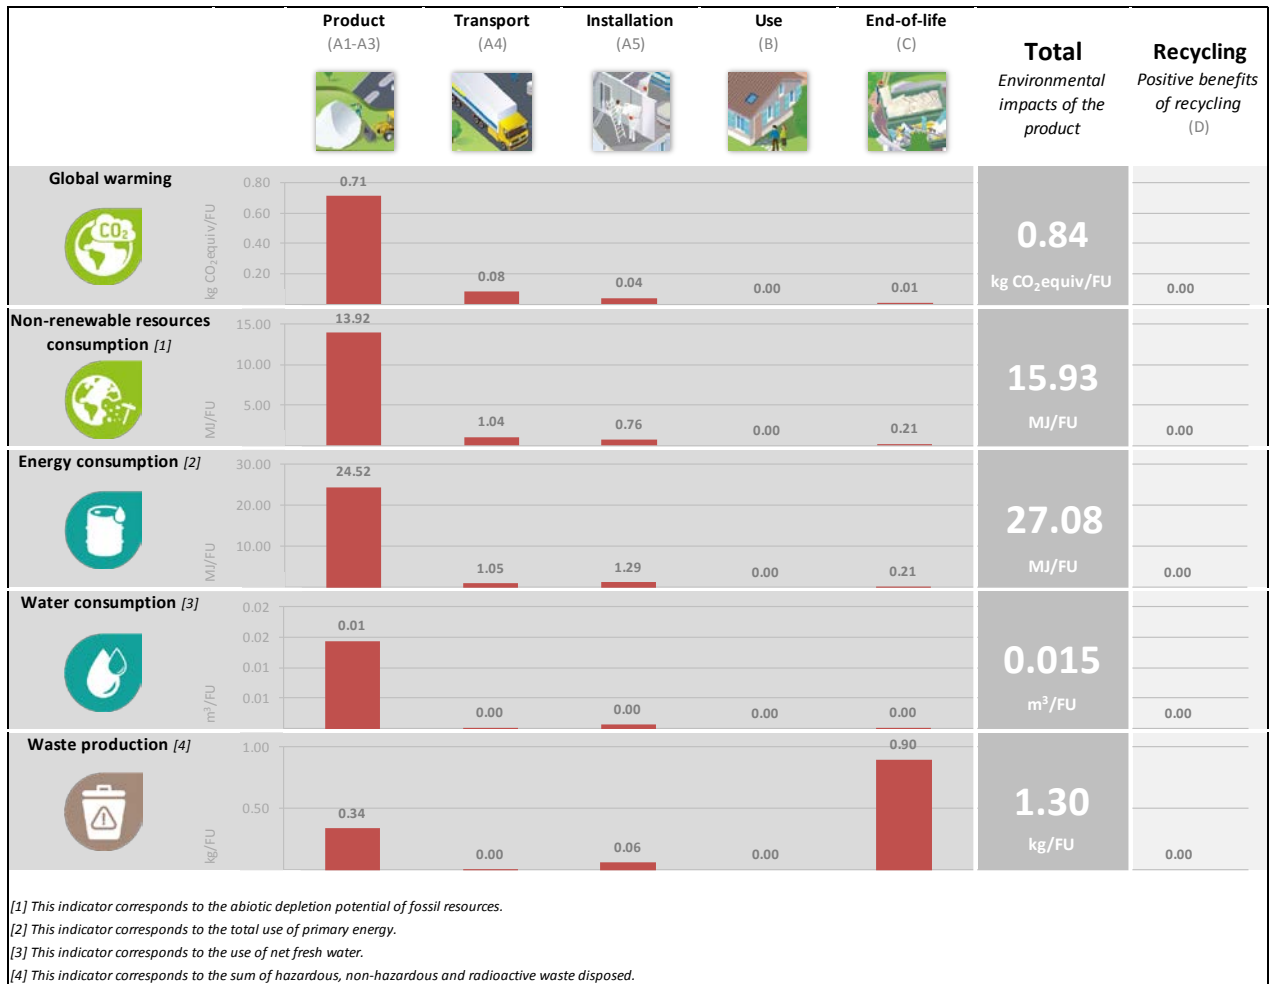 Product
(A1-A3)
Transport
(A4)
Installation
(A5)
Use
(B)
End-of-life
(C)
Total
Environmental
impacts of the
product
Recycling
Positive benefits
of recycling
(D)
Global warming
CO2
kg CO₂equiv/FU
0.80
0.60
0.40
0.20
0.71
0.08
0.04
0.00
0.01
0.84
kg CO₂equiv/FU
0.00
Non-renewable resources
consumption [1]
MJ/FU
15.00
10.00
5.00
13.92
1.04
0.76
0.00
0.21
15.93
MJ/FU
0.00
Energy consumption [2]
MJ/FU
30.00
20.00
10.00
24.52
1.05
1.29
0.00
0.21
27.08
MJ/FU
0.00
Water consumption [3]
m³/FU
0.02
0.02
0.01
0.01
0.01
0.00
0.00
0.00
0.00
0.015
m³/FU
0.00
Waste production [4]
kg/FU
1.00
0.50
0.34
0.00
0.06
0.00
0.90
1.30
kg/FU
0.00
[1] This indicator corresponds to the abiotic depletion potential of fossil resources.
[2] This indicator corresponds to the total use of primary energy.
[3] This indicator corresponds to the use of net fresh water.
[4] This indicator corresponds to the sum of hazardous, non-hazardous and radioactive waste disposed.